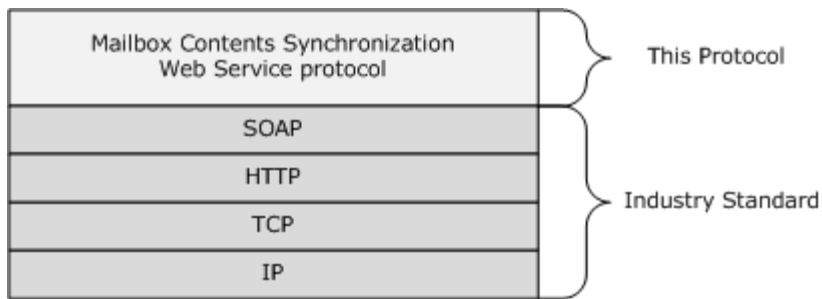 Mailbox Contents Synchronization
Web Service protocol
This Protocol
SOAP
HTTP
TCP
IP
Industry Standard